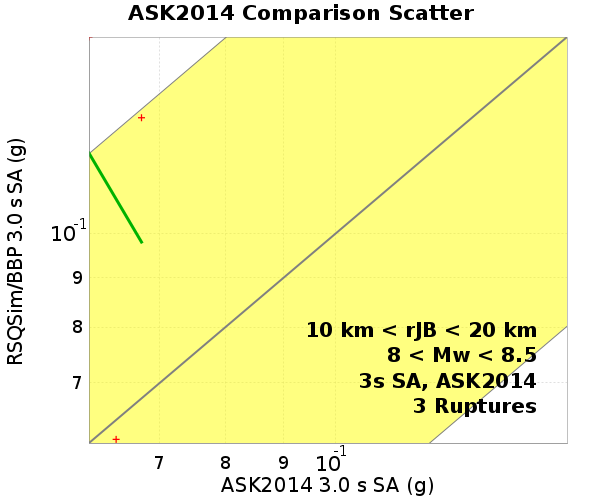 ASK2014 Comparison Scatter
RSQSim/BBP 3.0 s SA (g)
10-1
9
8
7
10 km < rJB < 20 km
8 < Mw < 8.5
3s SA, ASK2014
3 Ruptures
7 8 9 10-1
ASK2014 3.0 s SA (g)